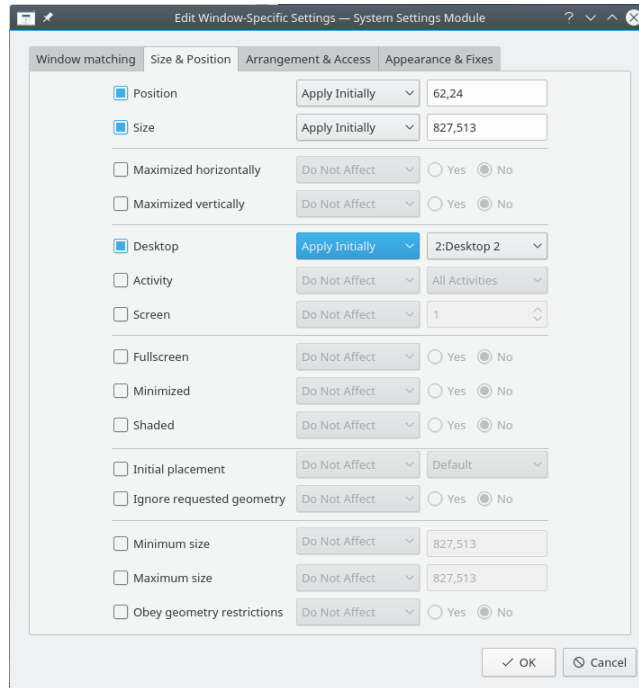 Edit Window-Specific Settings — System Settings Module
Window matching Size & Position Arrangement & Access Appearance & Fixes
Position Apply Initially 62,24
Size Apply Initially 827,513
Maximized horizontally Do Not Affect Yes No
Maximized vertically Do Not Affect Yes No
Desktop Apply Initially 2:Desktop 2
Activity Do Not Affect All Activities
Screen Do Not Affect 1
Fullscreen Do Not Affect Yes No
Minimized Do Not Affect Yes No
Shaded Do Not Affect Yes No
Initial placement Do Not Affect Default
Ignore requested geometry Do Not Affect Yes No
Minimum size Do Not Affect 827,513
Maximum size Do Not Affect 827,513
Obey geometry restrictions Do Not Affect Yes No
OK Cancel